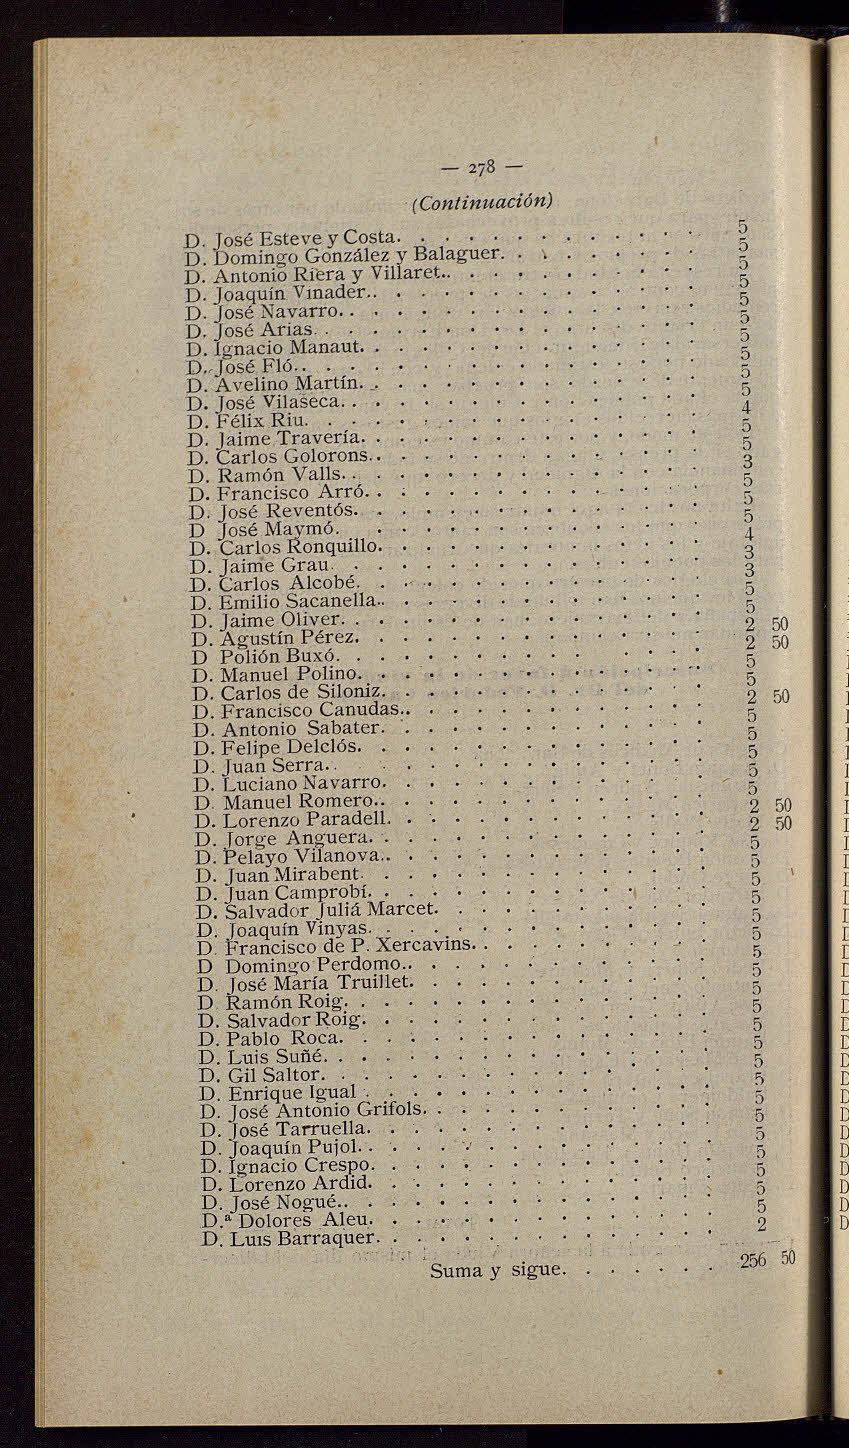 — 278 —
(Continuación)
D. José Esteve y Costa. . . . . . . . . . . . . 5
D. Domingo González y Balaguer. . . . . . . . . 5
D. Antonio Riera y Villaret.. . . . . . . . . . . 5
D. Joaquín Vinader.. . . . . . . . . . . . . . 5
D. José Navarro.. . . . . . . . . . . . . . . 5
D. José Arias. . . . . . . . . . . . . . . . . 5
D. Ignacio Manaut. . . . . . . . . . . . . . . 5
D. José Fló.. . . . . . . . . . . . . . . . . 5
D. Avelino Martín. . . . . . . . . . . . . . . 5
D. José Vilaseca. . . . . . . . . . . . . . . . 5
D. Félix Riu. . . . . . . . . . . . . . . . . 4
D. Jaime Travería. . . . . . . . . . . . . . . 5
D. Carlos Golorons.. . . . . . . . . . . . . . 5
D. Ramón Valls. . . . . . . . . . . . . . . . 3
D. Francisco Arró. . . . . . . . . . . . . . . 5
D. José Reventós. . . . . . . . . . . . . . . 5
D José Maymó. . . . . . . . . . . . . . . 5
D. Carlos Ronquillo. . . . . . . . . . . . . . 4
D. Jaime Grau. . . . . . . . . . . . . . . . 3
D. Carlos Alcobé. . . . . . . . . . . . . . . 3
D. Emilio Sacanella.. . . . . . . . . . . . . . 5
D. Jaime Oliver. . . . . . . . . . . . . . . . 5
D. Agustín Pérez. . . . . . . . . . . . . . . 2 50
D Polión Buxó. . . . . . . . . . . . . . . . 2 50
D. Manuel Polino. . . . . . . . . . . . . . . 5
D. Carlos de Siloniz. . . . . . . . . . . . . . 5
D. Francisco Canudas.. . . . . . . . . . . . . 2 50
D. Antonio Sabater. . . . . . . . . . . . . . 5
D. Felipe Delclós. . . . . . . . . . . . . . . 5
D. Juan Serra.. . . . . . . . . . . . . . . . 5
D. Luciano Navarro. . . . . . . . . . . . . . 5
D. Manuel Romero.. . . . . . . . . . . . . . 5
D. Lorenzo Paradell. . . . . . . . . . . . . . 2 50
D. Jorge Anguera. . . . . . . . . . . . . . . 2 50
D. Pelayo Vilanova.. . . . . . . . . . . . . . 5
D. Juan Mirabent. . . . . . . . . . . . . . . 5
D. Juan Camprobí. . . . . . . . . . . . . . . 5
D. Salvador Juliá Marcet. . . . . . . . . . . . 5
D. Joaquín Vinyas. . . . . . . . . . . . . . . 5
D. Francisco de P. Xercavins. . . . . . . . . . . 5
D Domingo Perdomo.. . . . . . . . . . . . . 5
D. José María Truillet. . . . . . . . . . . . . 5
D Ramón Roig. . . . . . . . . . . . . . . . 5
D. Salvador Roig. . . . . . . . . . . . . . . 5
D. Pablo Roca. . . . . . . . . . . . . . . . 5
D. Luis Suñé. . . . . . . . . . . . . . . . . 5
D. Gil Saltor. . . . . . . . . . . . . . . . . 5
D. Enrique Igual . . . . . . . . . . . . . . . 5
D. José Antonio Grifols. . . . . . . . . . . . . 5
D. José Tarruella. . . . . . . . . . . . . . . 5
D. Joaquín Pujol. . . . . . . . . . . . . . . . 5
D. Ignacio Crespo. . . . . . . . . . . . . . . 5
D. Lorenzo Ardid. . . . . . . . . . . . . . . 5
D. José Nogué.. . . . . . . . . . . . . . . . 5
D.ª Dolores Aleu. . . . . . . . . . . . . . . 5
D. Luis Barraquer. . . . . . . . . . . . . . . 2
Suma y sigue. . . . . . . 256 50